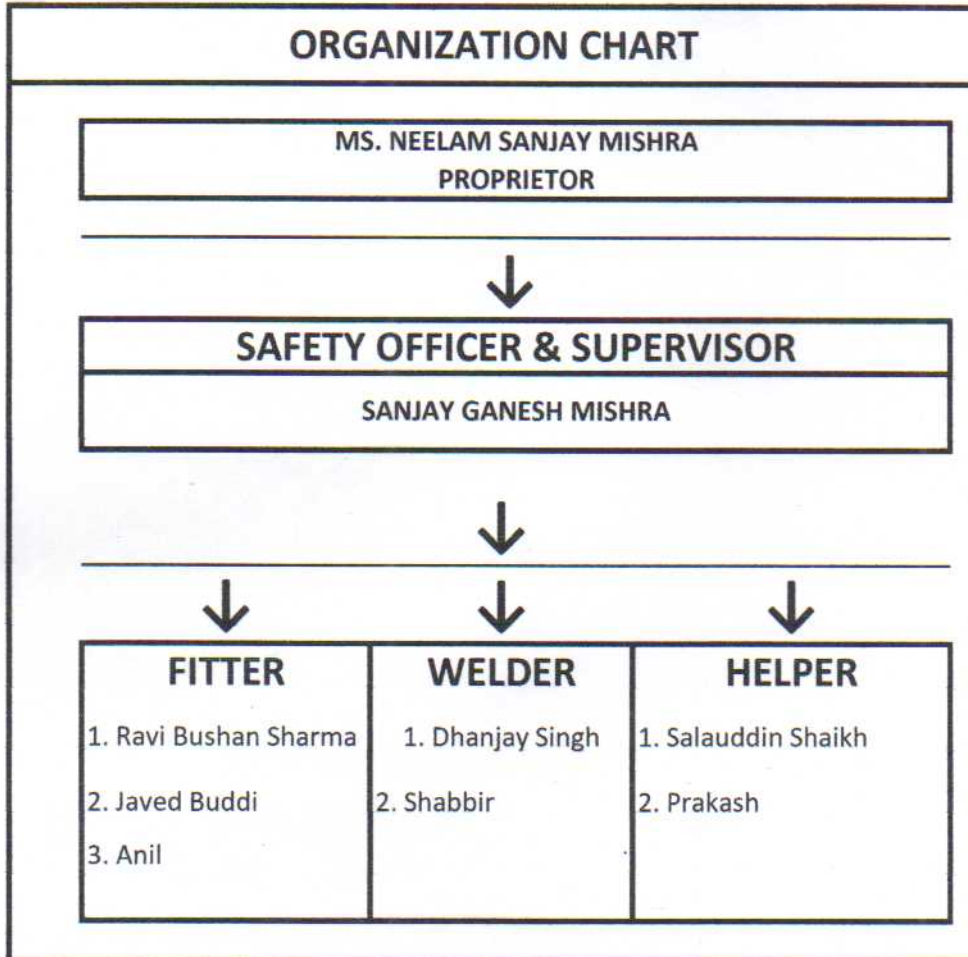 ORGANIZATION CHART
MS. NEELAM SANJAY MISHRA
PROPRIETOR
SAFETY OFFICER & SUPERVISOR
SANJAY GANESH MISHRA
FITTER
1. Ravi Bushan Sharma
2. Javed Buddi
3. Anil
WELDER
1. Dhanjay Singh
2. Shabbir
HELPER
1. Salauddin Shaikh
2. Prakash